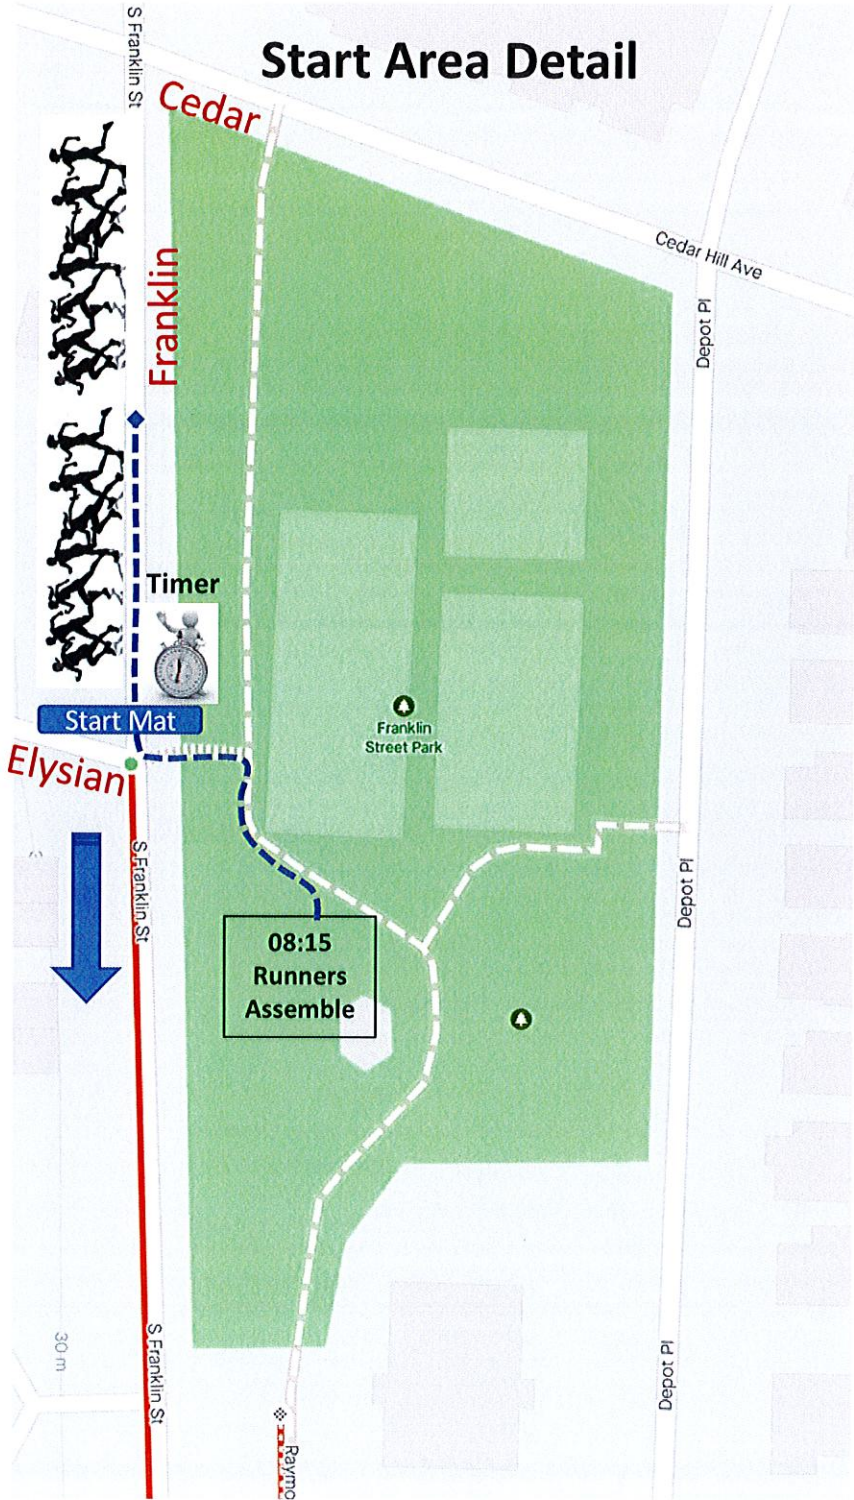 Start Area Detail
S Franklin St
Cedar
Cedar Hill Ave
Franklin
Depot Pl
Timer
Start Mat
Franklin
Street Park
Elysian
S Franklin St
Depot Pl
08:15
Runners
Assemble
S Franklin St
30 m
Depot Pl
Raymo